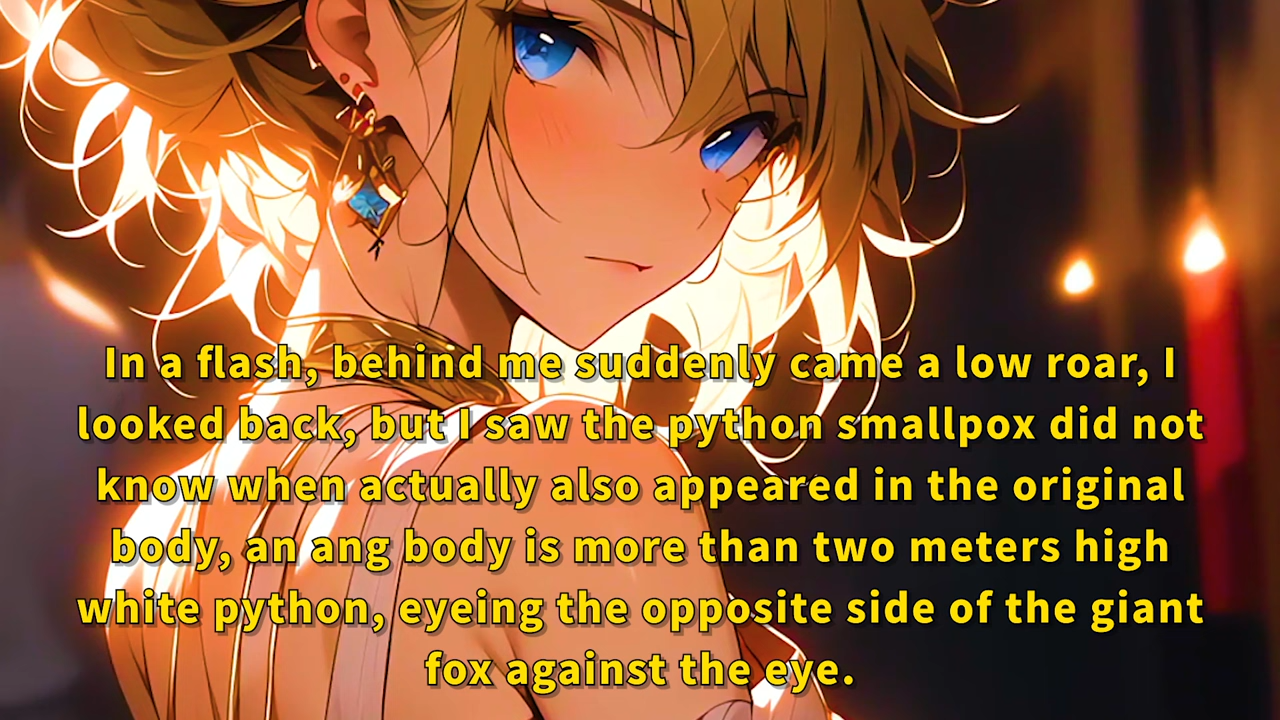 In a flash, behind me suddenly came a low roar, I
looked back, but I saw the python smallpox did not
know when actually also appeared in the original
body, an ang body is more than two meters high
white python, eyeing the opposite side of the giant
fox against the eye.